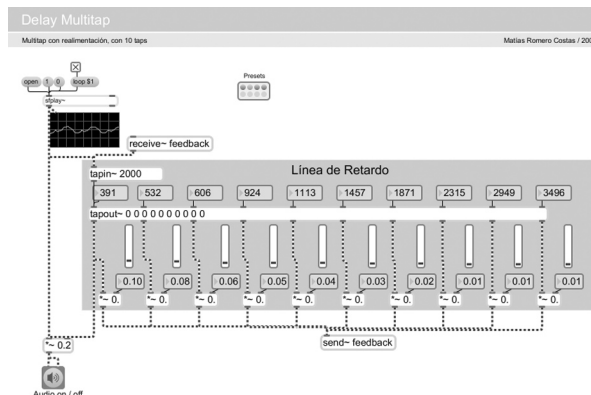 Delay Multitap
Multitap con realimentación, con 10 taps
Matías Romero Costas / 200
open 1 0 loop $1
Presets
sfplay~
receive~ feedback
tapin~ 2000
Línea de Retardo
391 532 606 924 1113 1457 1871 2315 2949 3496
tapout~ 0 0 0 0 0 0 0 0 0 0
0.10 0.08 0.06 0.05 0.04 0.03 0.02 0.01 0.01 0.01
*~ 0. *~ 0. *~ 0. *~ 0. *~ 0. *~ 0. *~ 0. *~ 0. *~ 0. *~ 0.
*~ 0.2
send~ feedback
Audio on / off